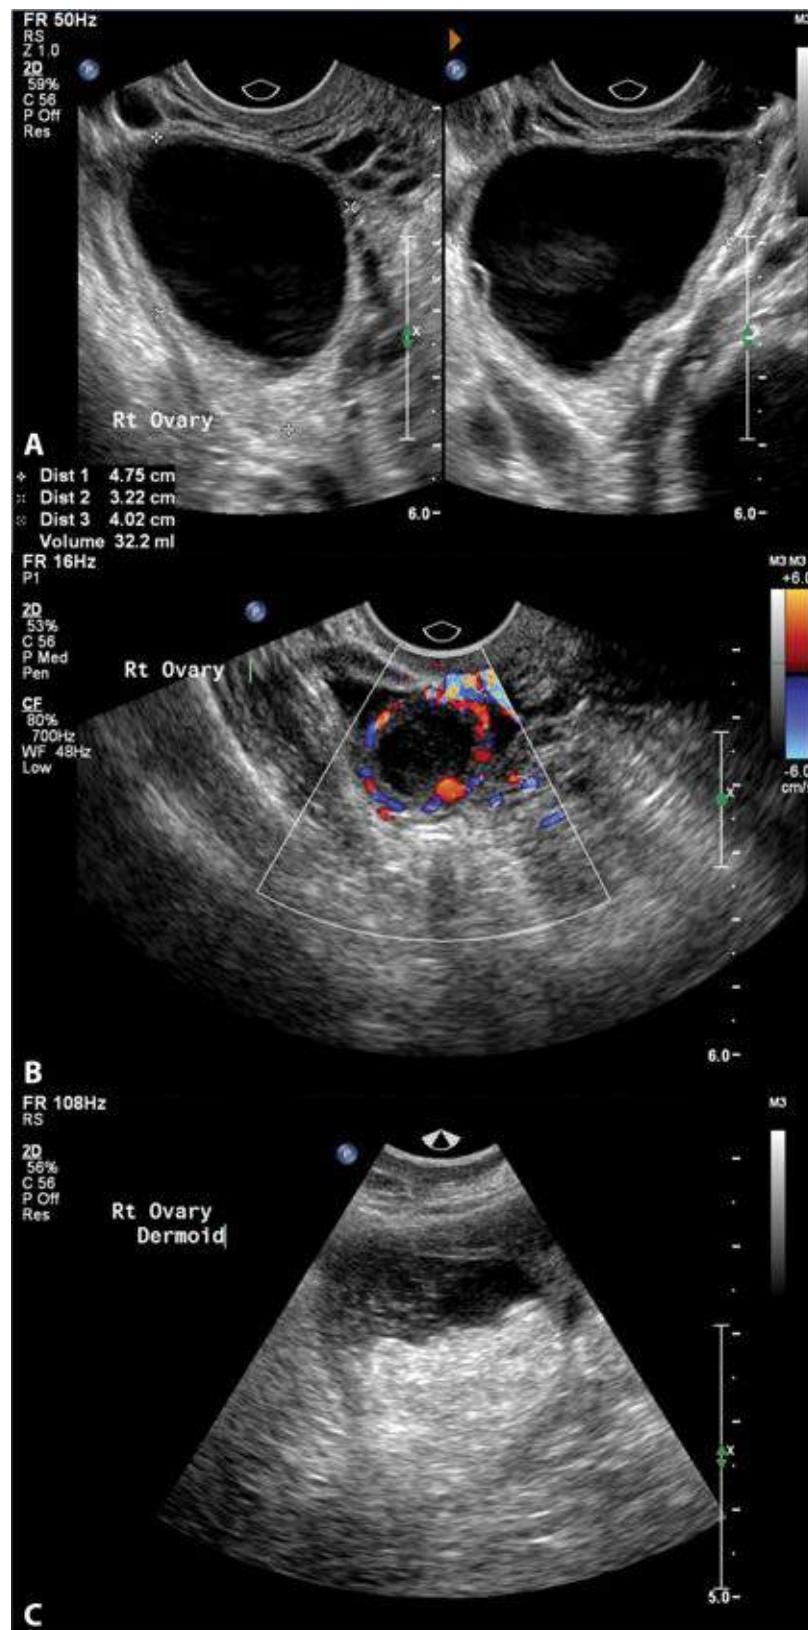 FR 50Hz
RS
Z 1.0
2D
59%
C 56
P Off
Res
P
P
M3
X
X
Rt Ovary
A
Dist 1 4.75 cm
Dist 2 3.22 cm
Dist 3 4.02 cm
Volume 32.2 ml
6.0
6.0
FR 16Hz
P1
2D
53%
C 56
P Med
Pen
CF
80%
700Hz
WF 48Hz
Low
P
Rt Ovary
M3 M3
+6.0
-6.0
cm/s
X
6.0
B
FR 108Hz
RS
2D
56%
C 56
P Off
Res
P
M3
Rt Ovary
Dermoid
X
5.0
C